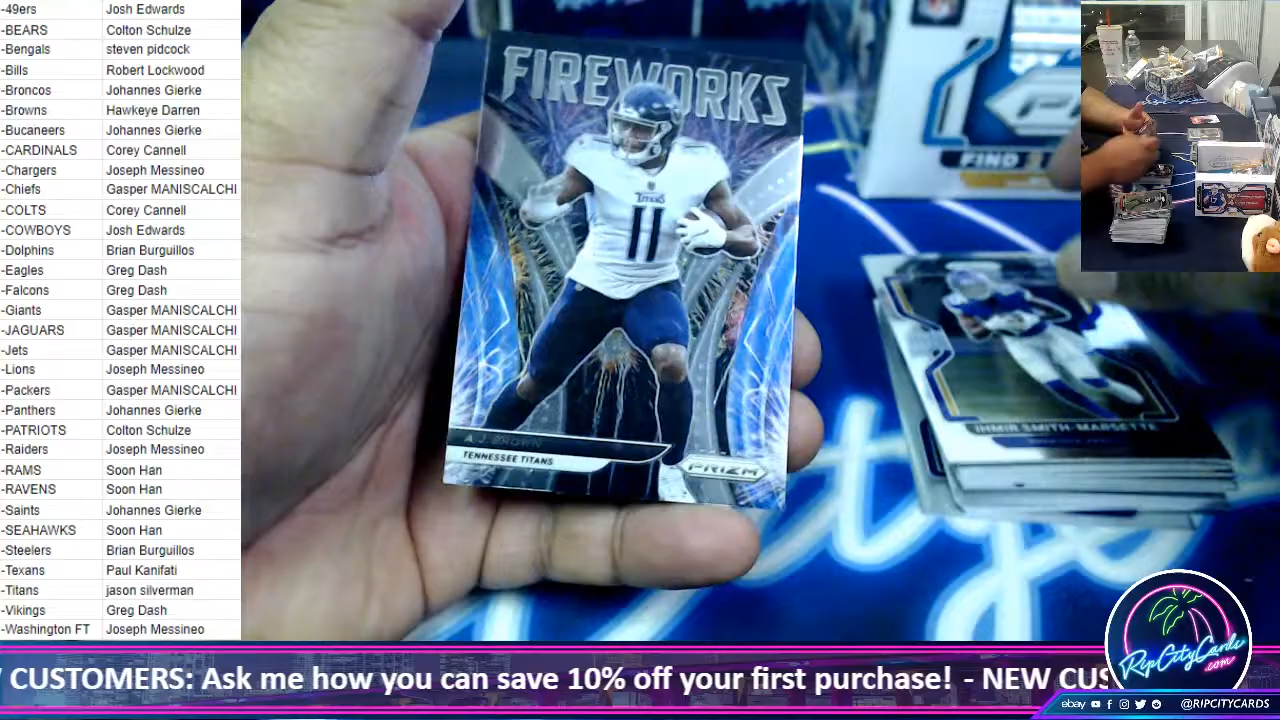 -49ers Josh Edwards
-BEARS Colton Schulze
-Bengals steven pidcock
-Bills Robert Lockwood
-Broncos Johannes Gierke
-Browns Hawkeye Darren
-Bucaneers Johannes Gierke
-CARDINALS Corey Cannell
-Chargers Joseph Messineo
-Chiefs Gasper MANISCALCHI
-COLTS Corey Cannell
-COWBOYS Josh Edwards
-Dolphins Brian Burguillos
-Eagles Greg Dash
-Falcons Greg Dash
-Giants Gasper MANISCALCHI
-JAGUARS Gasper MANISCALCHI
-Jets Gasper MANISCALCHI
-Lions Joseph Messineo
-Packers Gasper MANISCALCHI
-Panthers Johannes Gierke
-PATRIOTS Colton Schulze
-Raiders Joseph Messineo
-RAMS Soon Han
-RAVENS Soon Han
-Saints Johannes Gierke
-SEAHAWKS Soon Han
-Steelers Brian Burguillos
-Texans Paul Kanifati
-Titans jason silverman
-Vikings Greg Dash
-Washington FT Joseph Messineo
FIREWORKS
TITANS
11
A.J. BROWN
TENNESSEE TITANS
PRIZM
FIND
IHMIR SMITH-MARSETTE
CUSTOMERS: Ask me how you can save 10% off your first purchase! - NEW CUS
RipCityCards
.com
ebay @RIPCITYCARDS